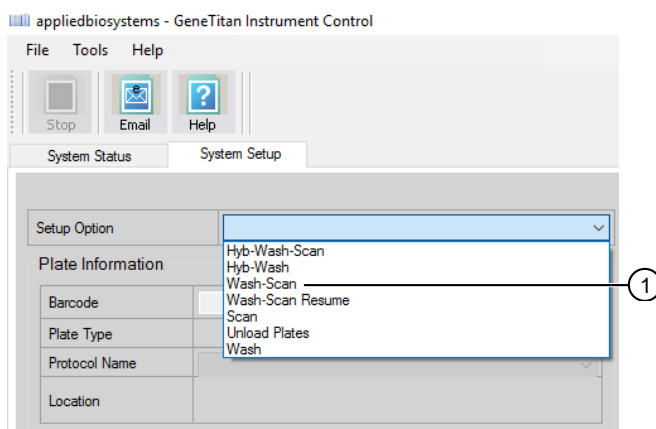 appliedbiosystems - GeneTitan Instrument Control
File Tools Help
Stop Email Help
System Status System Setup
Setup Option
Hyb-Wash-Scan
Hyb-Wash
Wash-Scan
1
Wash-Scan Resume
Scan
Unload Plates
Wash
Plate Information
Barcode
Plate Type
Protocol Name
Location